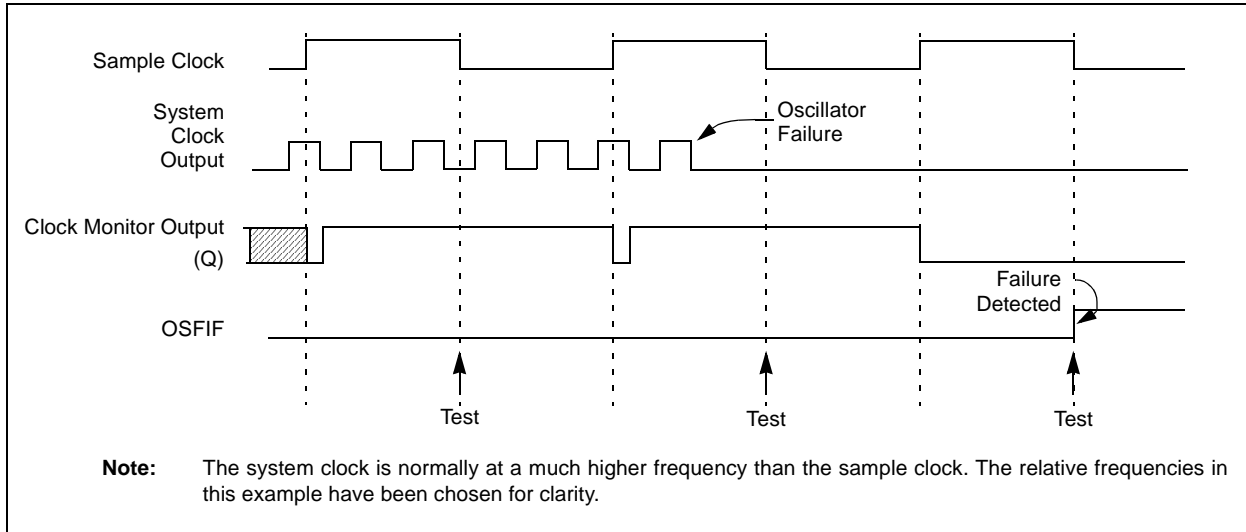 Sample Clock
System
Clock
Output
Oscillator
Failure
Clock Monitor Output
(Q)
Failure
Detected
OSFIF
Test
Test
Test
Note: The system clock is normally at a much higher frequency than the sample clock. The relative frequencies in
this example have been chosen for clarity.